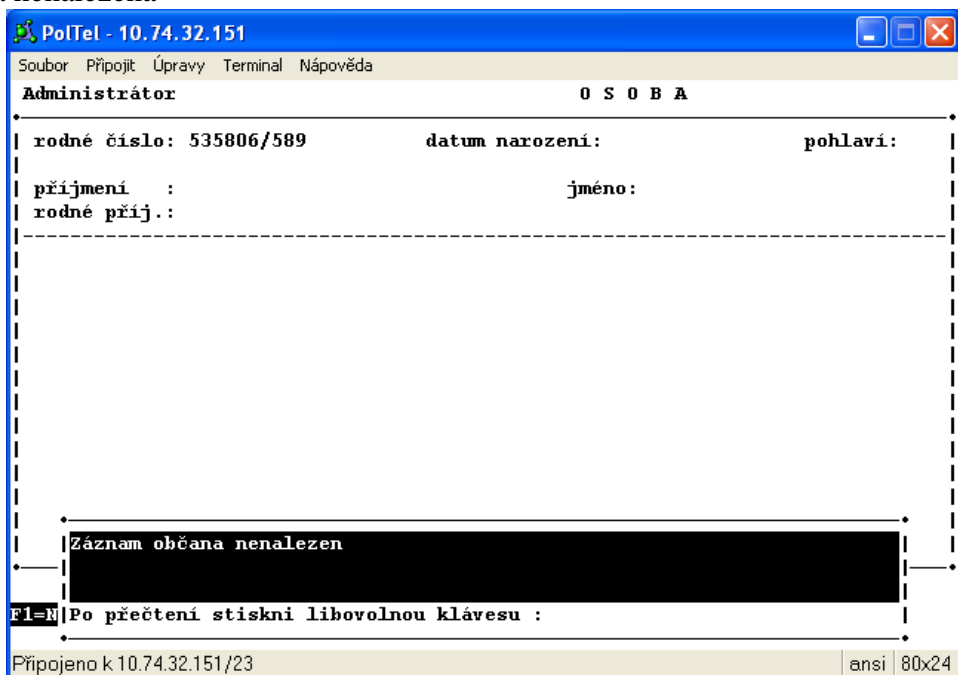 PolTel - 10.74.32.151
Soubor Připojit Úpravy Terminal Nápověda
Administrátor O S O B A
rodné číslo: 535806/589 datum narození: pohlaví:
příjmení : jméno:
rodné příj.:
Záznam občana nenalezen
F1=N Po přečtení stiskni libovolnou klávesu :
Připojeno k 10.74.32.151/23 ansi 80x24